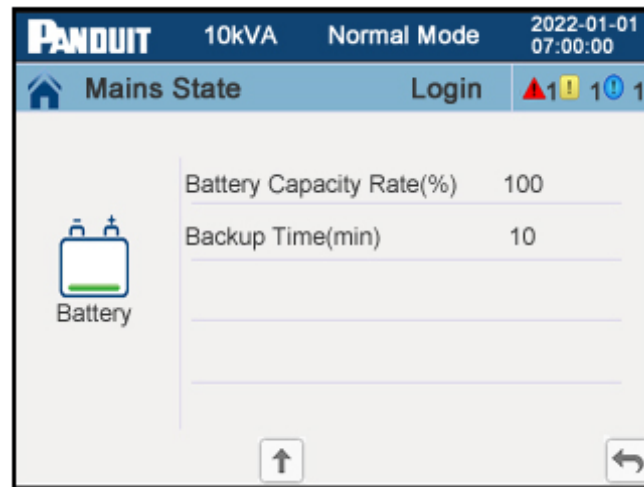 PANDUIT 10kVA Normal Mode 2022-01-01
07:00:00
Mains State Login 1 1 1
Battery Capacity Rate(%) 100
Backup Time(min) 10
Battery